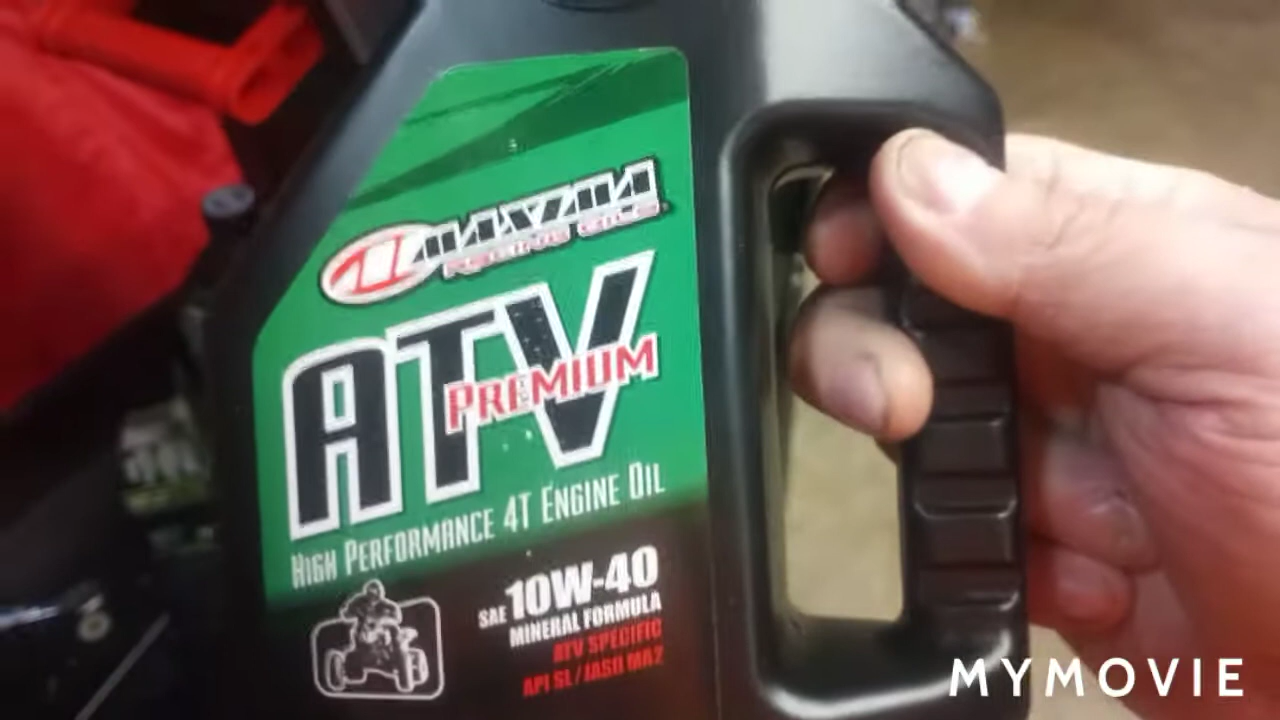 MAXIMA
RACING OILS
ATV
PREMIUM
HIGH PERFORMANCE 4T ENGINE OIL
SAE 10W-40
MINERAL FORMULA
ATV SPECIFIC
API SL / JASO MA2
MYMOVIE